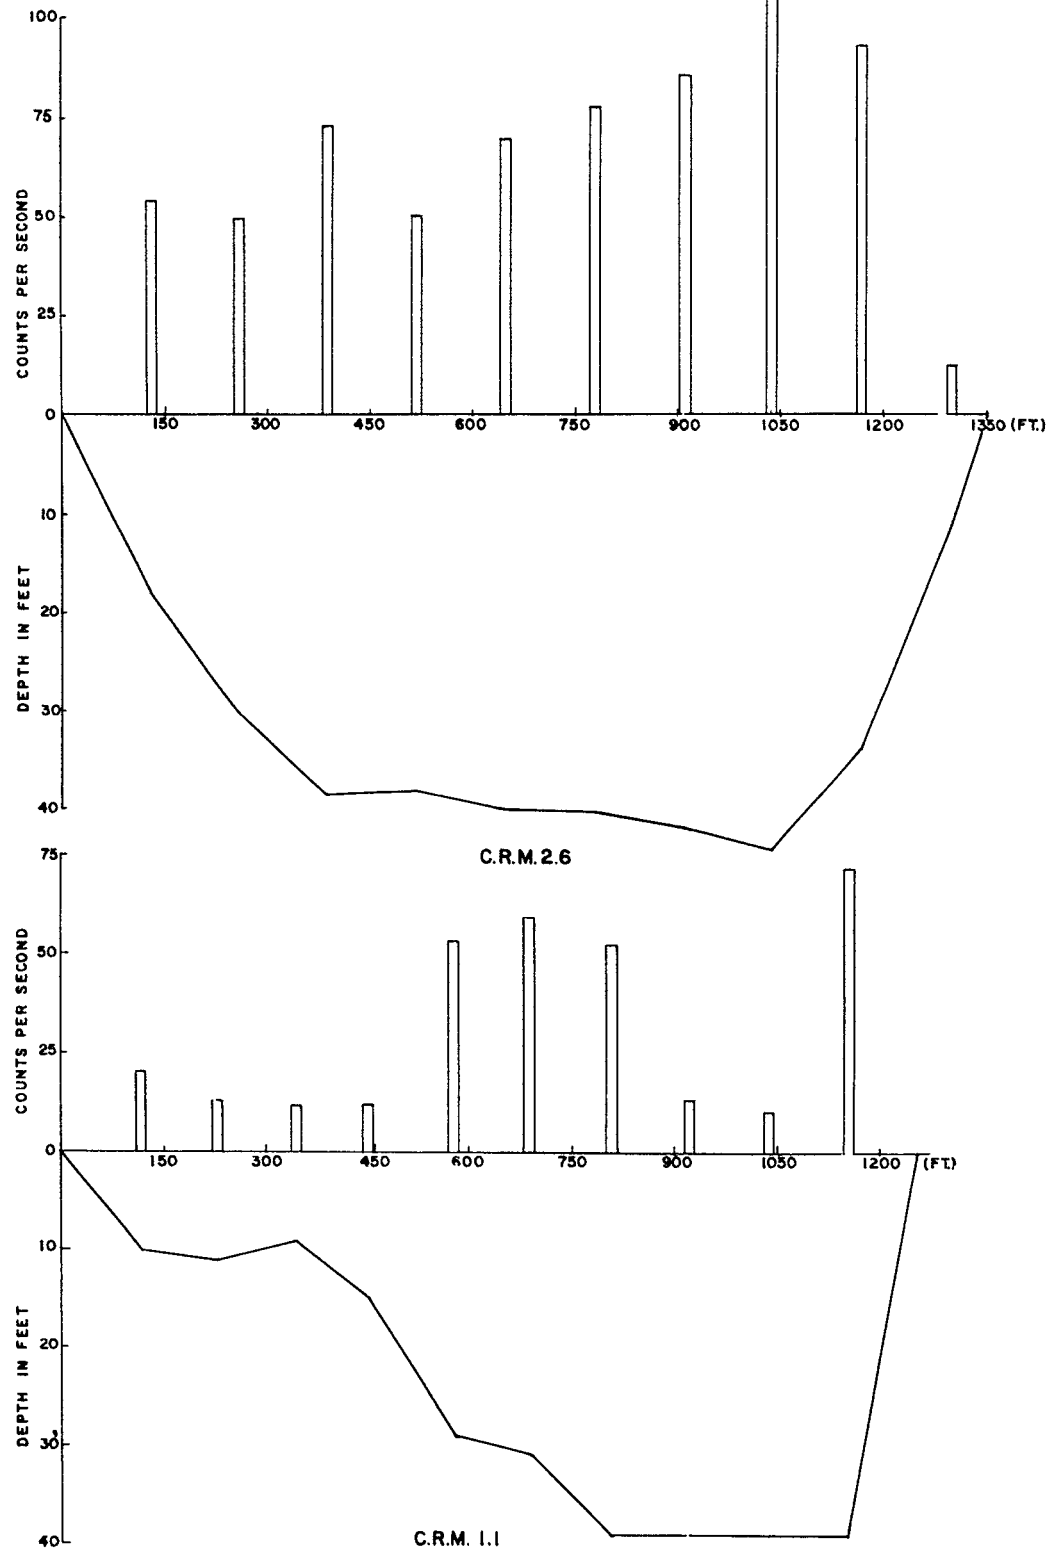 100
75
50
25
0
COUNTS PER SECOND
150 300 450 600 750 900 1050 1200 1350 (FT.)
10
20
30
40
DEPTH IN FEET
C.R.M. 2.6
75
50
25
0
COUNTS PER SECOND
150 300 450 600 750 900 1050 1200 (FT.)
10
20
30
40
DEPTH IN FEET
C.R.M. 1.1